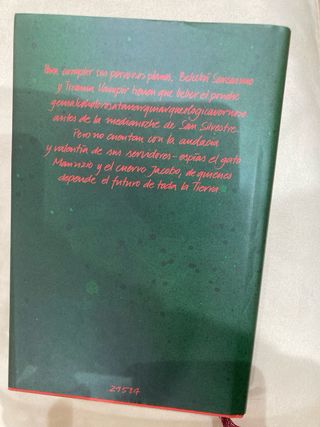 Para cumplir sus perversos planes, Belcebú Sarcasmo
y Tirania Vampir tienen que beber el ponche
genialcoholorosatanarquiarqueologicavernoso
antes de la medianoche de San Silvestre.
Pero no cuentan con la audacia
y valentía de sus servidores-espías el gato
Maurizio y el cuervo Jacobo, de quienes
depende el futuro de toda la Tierra
21514